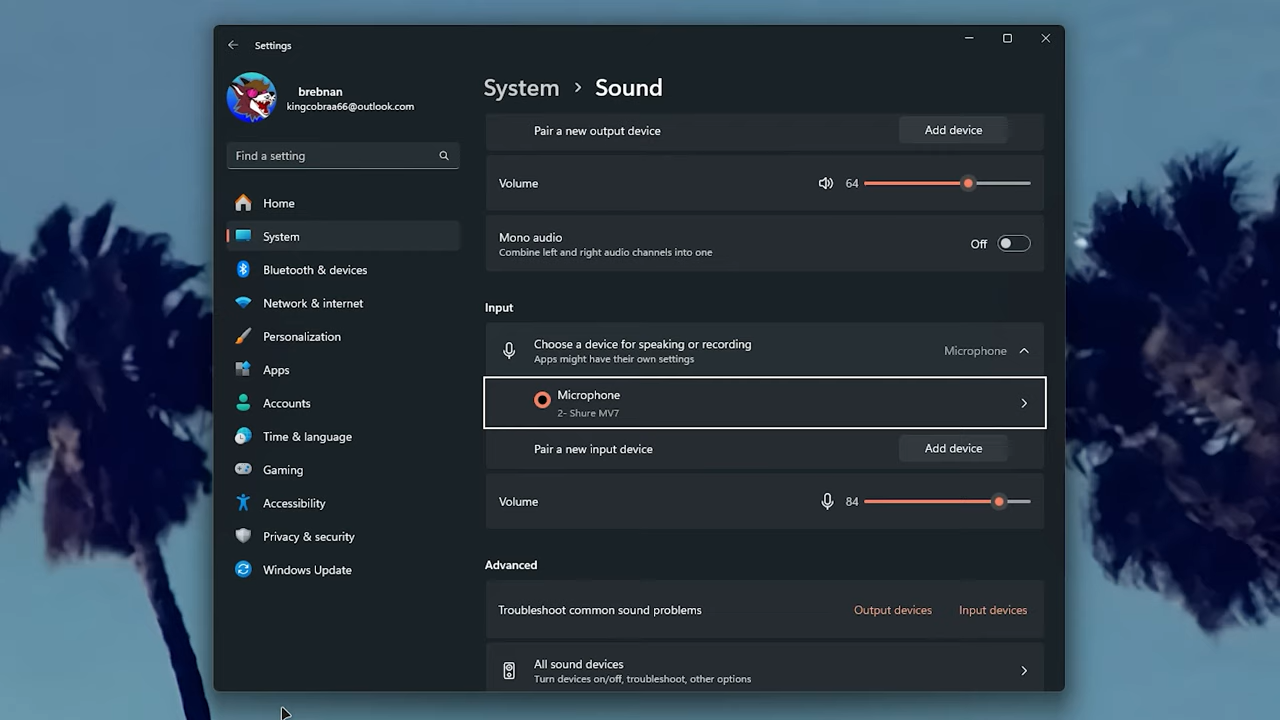 Settings
brebnan
kingcobraa66@outlook.com
Find a setting
Home
System
Bluetooth & devices
Network & internet
Personalization
Apps
Accounts
Time & language
Gaming
Accessibility
Privacy & security
Windows Update
System > Sound
Pair a new output device Add device
Volume 64
Mono audio
Combine left and right audio channels into one
Off
Input
Choose a device for speaking or recording
Apps might have their own settings
Microphone
Microphone
2- Shure MV7
Pair a new input device Add device
Volume 84
Advanced
Troubleshoot common sound problems Output devices Input devices
All sound devices
Turn devices on/off, troubleshoot, other options